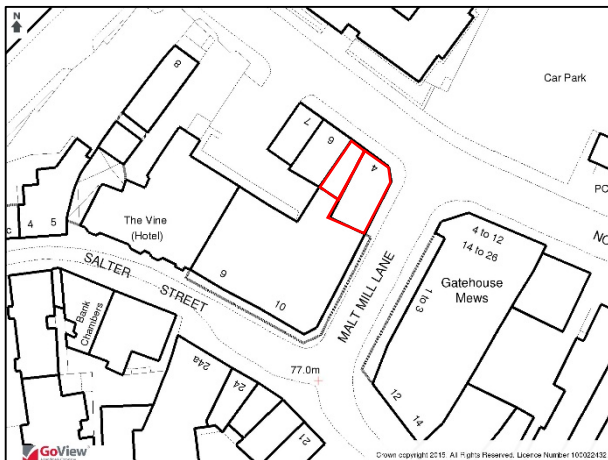 N
Car Park
8
7
6
4
PC
NO
4 to 12
14 to 26
The Vine
(Hotel)
c
4
5
Gatehouse
Mews
1 to 3
SALTER
STREET
9
10
MALT MILL LANE
Bank
Chambers
77.0m
24a
24
21
12
14
GoView
Crown copyright 2015. All Rights Reserved. Licence Number 100022432